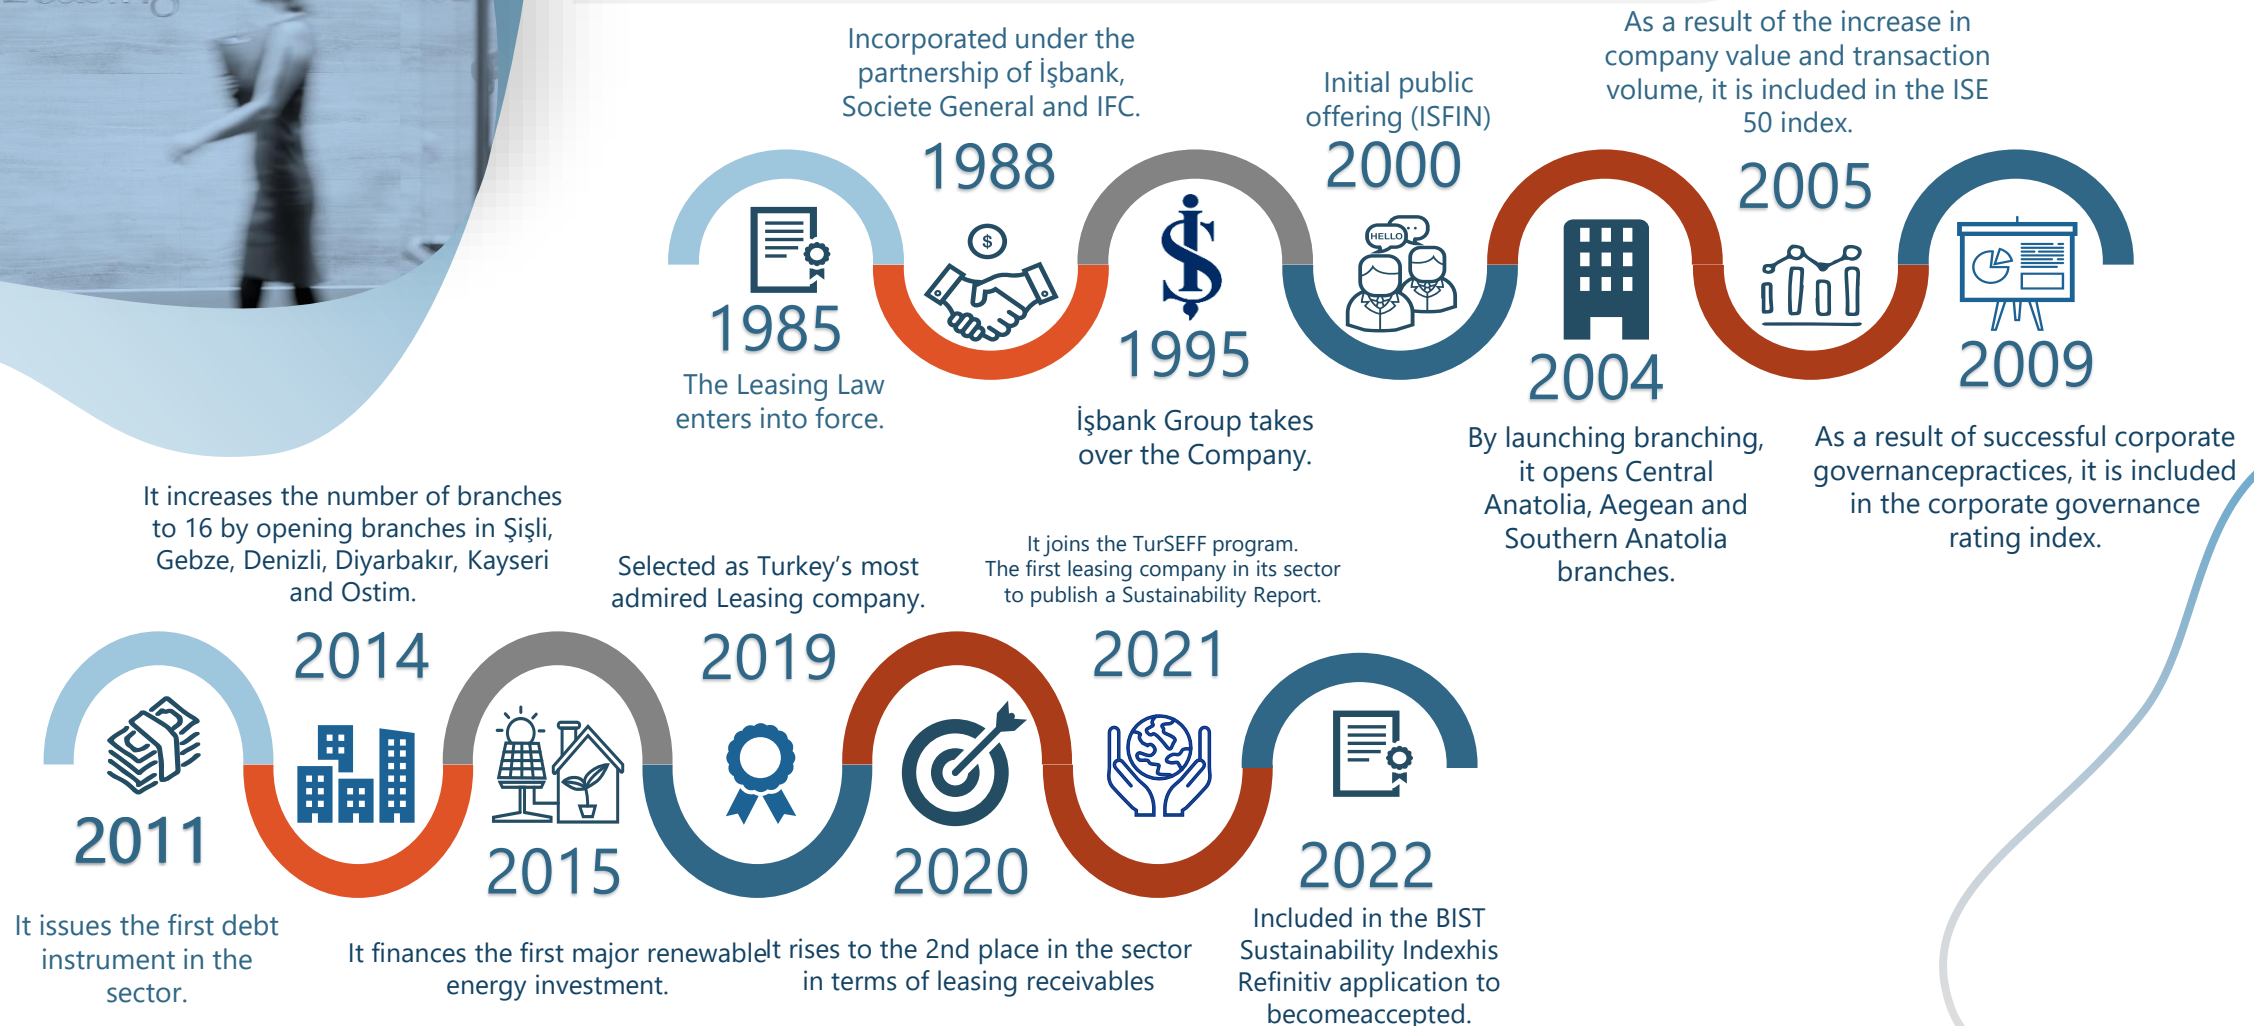 Incorporated under the
partnership of İşbank,
Societe General and IFC.
1988
Initial public
offering (ISFIN)
2000
As a result of the increase in
company value and transaction
volume, it is included in the ISE
50 index.
2005
$
HELLO
1985
The Leasing Law
enters into force.
1995
İşbank Group takes
over the Company.
2004
By launching branching,
it opens Central
Anatolia, Aegean and
Southern Anatolia
branches.
2009
As a result of successful corporate
governancepractices, it is included
in the corporate governance
rating index.
It increases the number of branches
to 16 by opening branches in Şişli,
Gebze, Denizli, Diyarbakır, Kayseri
and Ostim.
2014
Selected as Turkey’s most
admired Leasing company.
2019
It joins the TurSEFF program.
The first leasing company in its sector
to publish a Sustainability Report.
2021
2011
It issues the first debt
instrument in the
sector.
2015
It finances the first major renewable
energy investment.
2020
It rises to the 2nd place in the sector
in terms of leasing receivables
2022
Included in the BIST
Sustainability Indexhis
Refinitiv application to
becomeaccepted.